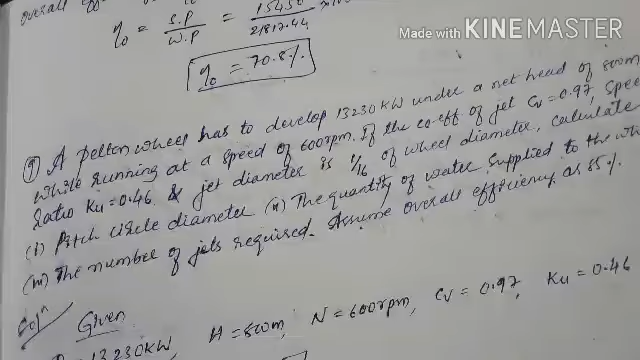 overall
ηo = S.P / W.P = 15450 / 21817.44
Made with KINEMASTER
ηo = 70.8%
9) A pelton wheel has to develop 13230KW under a net head of 800m
while running at a speed of 600rpm. If the co-eff of jet Cv=0.97, Speed
Ratio Ku=0.46 & jet diameter is 1/16 of wheel diameter, calculate
(i) Pitch circle diameter (ii) The quantity of water supplied to the wh
(iii) The number of jets required. Assume overall efficiency as 85%.
Soln Given
13230KW, H = 800m, N = 600rpm, Cv = 0.97, Ku = 0.46